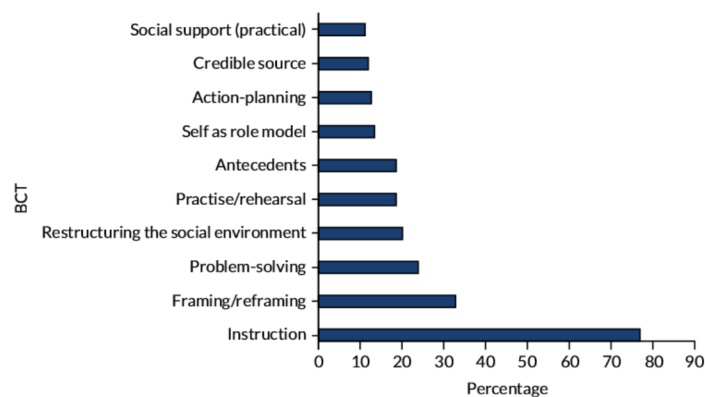 Social support (practical)
Credible source
Action-planning
Self as role model
Antecedents
Practise/rehearsal
Restructuring the social environment
Problem-solving
Framing/reframing
Instruction
BCT
0 10 20 30 40 50 60 70 80 90
Percentage